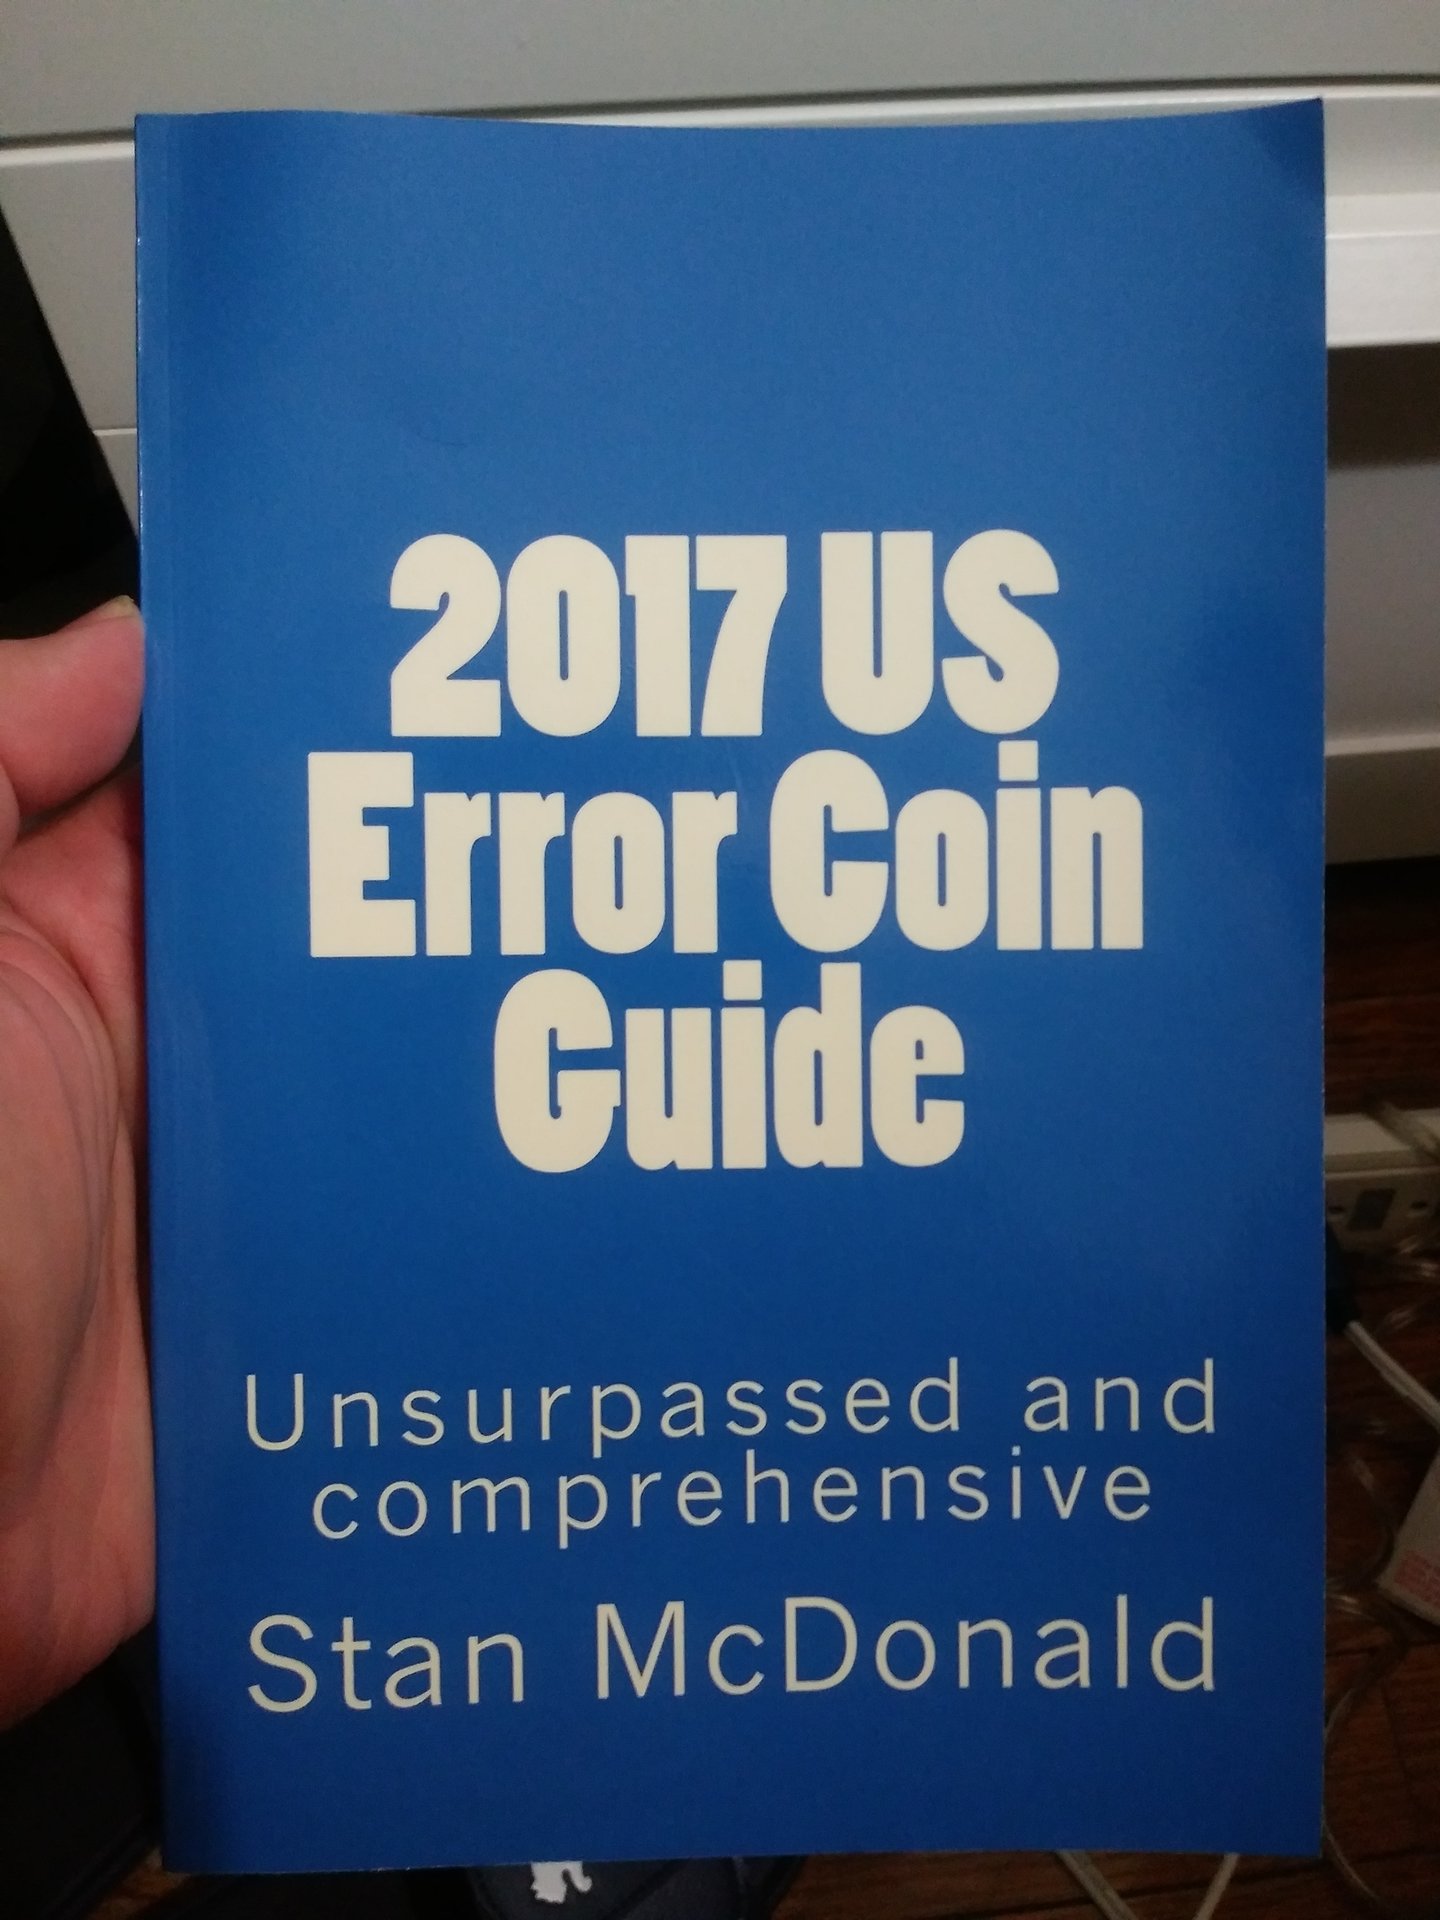 2017 US
Error Coin
Guide
Unsurpassed and
comprehensive
Stan McDonald